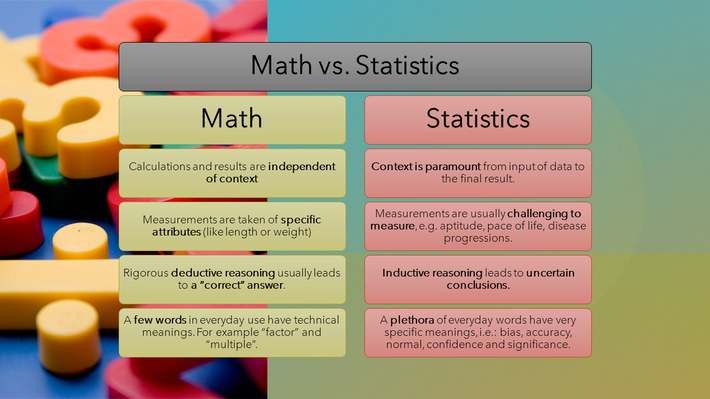 Math vs. Statistics
Math
Statistics
Calculations and results are independent
of context
Context is paramount from input of data to
the final result.
Measurements are taken of specific
attributes (like length or weight)
Measurements are usually challenging to
measure, e.g. aptitude, pace of life, disease
progressions.
Rigorous deductive reasoning usually leads
to a "correct" answer.
Inductive reasoning leads to uncertain
conclusions.
A few words in everyday use have technical
meanings. For example "factor" and
"multiple".
A plethora of everyday words have very
specific meanings, i.e.: bias, accuracy,
normal, confidence and significance.